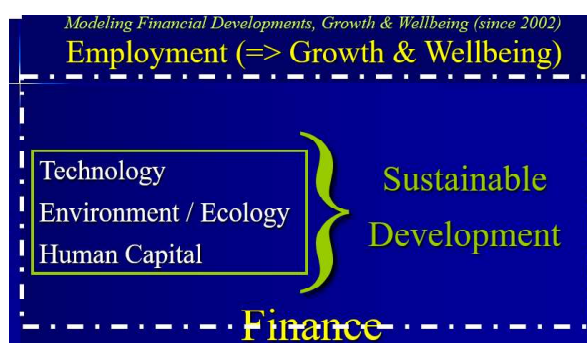 Modeling Financial Developments, Growth & Wellbeing (since 2002)
Employment (=> Growth & Wellbeing)
Technology
Environment / Ecology
Human Capital
Sustainable
Development
Finance